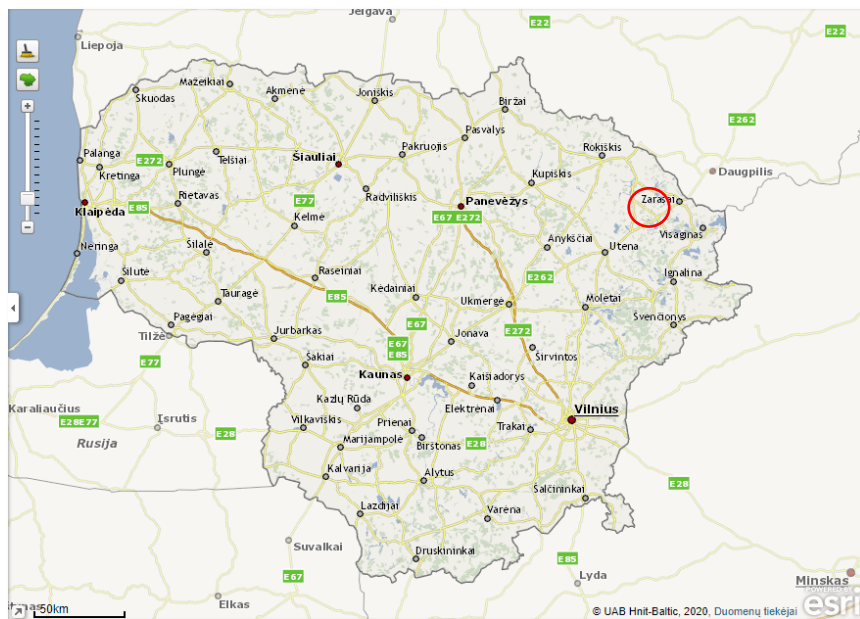 Jelgava
E22
E22
Liepoja
Mažeikiai
Akmenė
Joniškis
Skuodas
Biržai
E262
Pasvalys
Palanga
E272
Telšiai
Šiauliai
Pakruojis
Rokiškis
Kretinga
Plungė
Kupiškis
Daugpilis
Rietavas
E77
Radviliškis
Panevėžys
Zarasai
Klaipėda
E85
Kelmė
E67 E272
Visaginas
Neringa
Šilalė
Anykščiai
Utena
Šilutė
Raseiniai
E262
Ignalina
Tauragė
E85
Kėdainiai
Ukmergė
Molėtai
Pagėgiai
E67
Švenčionys
Tilžė
Jurbarkas
E67
E85
Jonava
E272
E77
Šakiai
Širvintos
Kaunas
Kaišiadorys
Karaliaučius
Kazlų Rūda
Elektrėnai
Vilnius
E28E77
Įsrutis
E28
Vilkaviškis
Prienai
Trakai
Rusija
Marijampolė
Birštonas
E28
Kalvarija
Alytus
E28
Šalčininkai
Lazdijai
Varėna
Suvalkai
Druskininkai
E85
E67
Lyda
Minskas
Elkas
50km
© UAB Hnit-Baltic, 2020, Duomenų tiekėjai
POWERED BY
esri